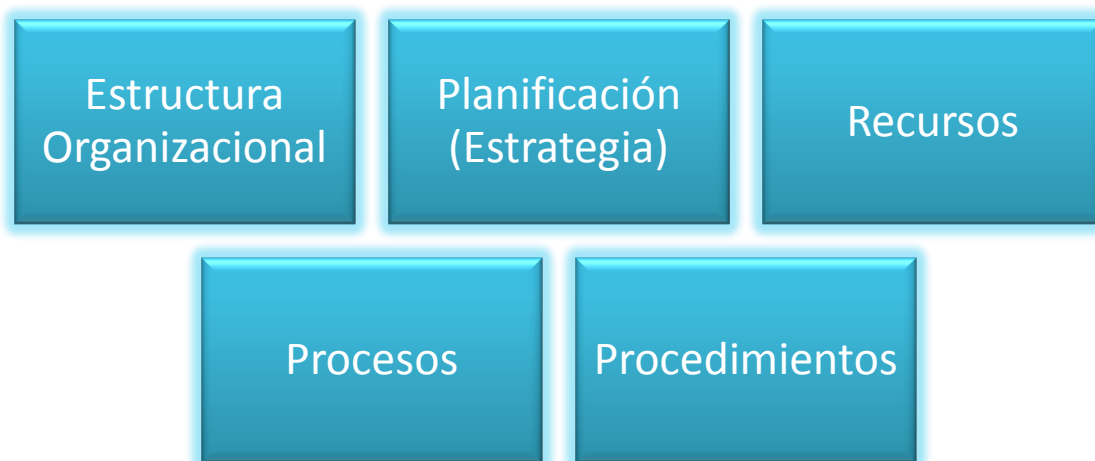 Estructura
Organizacional
Planificación
(Estrategia)
Recursos
Procesos
Procedimientos